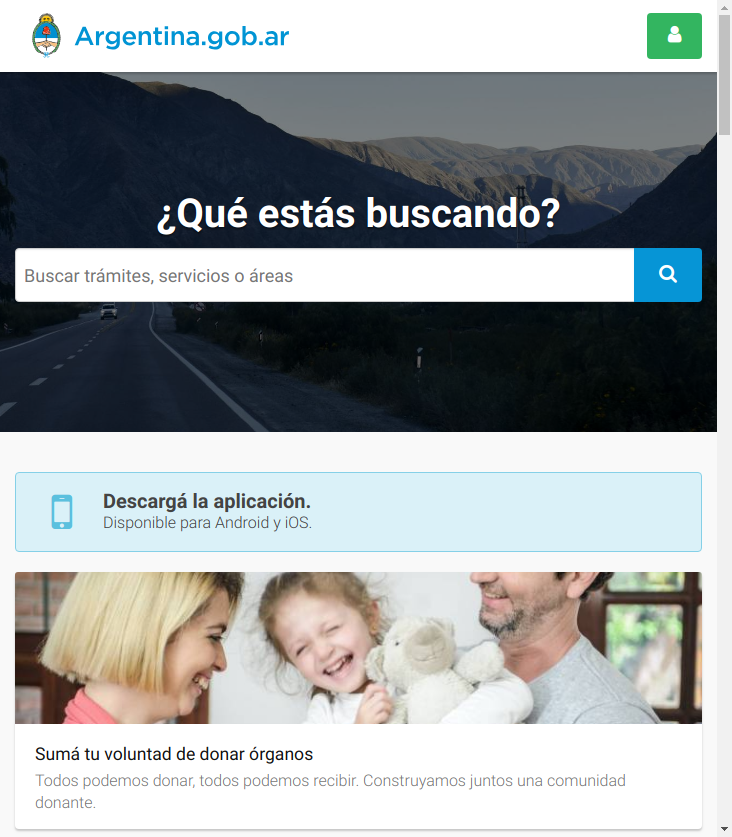 Argentina.gob.ar
¿Qué estás buscando?
Buscar trámites, servicios o áreas
Descargá la aplicación.
Disponible para Android y iOS.
Sumá tu voluntad de donar órganos
Todos podemos donar, todos podemos recibir. Construyamos juntos una comunidad
donante.